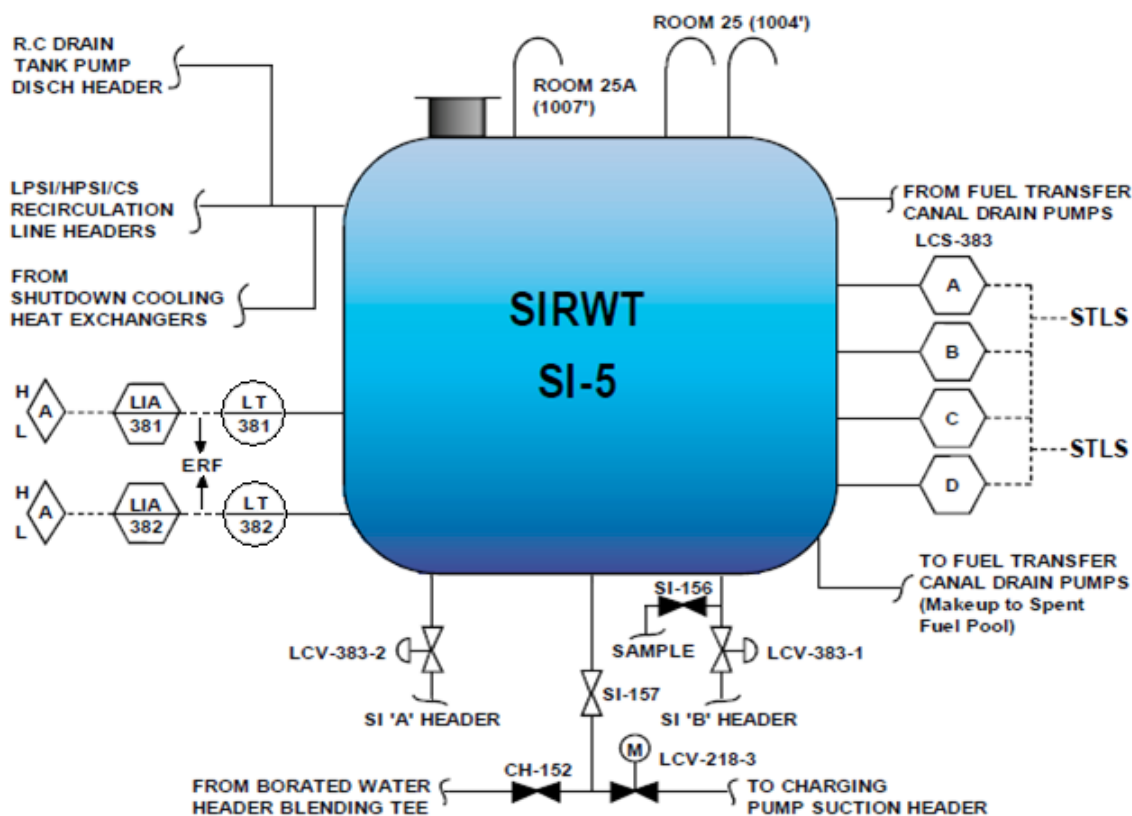 R.C DRAIN
TANK PUMP
DISCH HEADER
ROOM 25A
(1007')
ROOM 25 (1004')
LPSI/HPSI/CS
RECIRCULATION
LINE HEADERS
FROM
SHUTDOWN COOLING
HEAT EXCHANGERS
FROM FUEL TRANSFER
CANAL DRAIN PUMPS
LCS-383
A
B
C
D
STLS
STLS
SIRWT
SI-5
H
A
L
LIA
381
LT
381
ERF
H
A
L
LIA
382
LT
382
TO FUEL TRANSFER
CANAL DRAIN PUMPS
(Makeup to Spent
Fuel Pool)
SI-156
SAMPLE
LCV-383-2
LCV-383-1
SI 'A' HEADER
SI-157
SI 'B' HEADER
M
LCV-218-3
CH-152
FROM BORATED WATER
HEADER BLENDING TEE
TO CHARGING
PUMP SUCTION HEADER